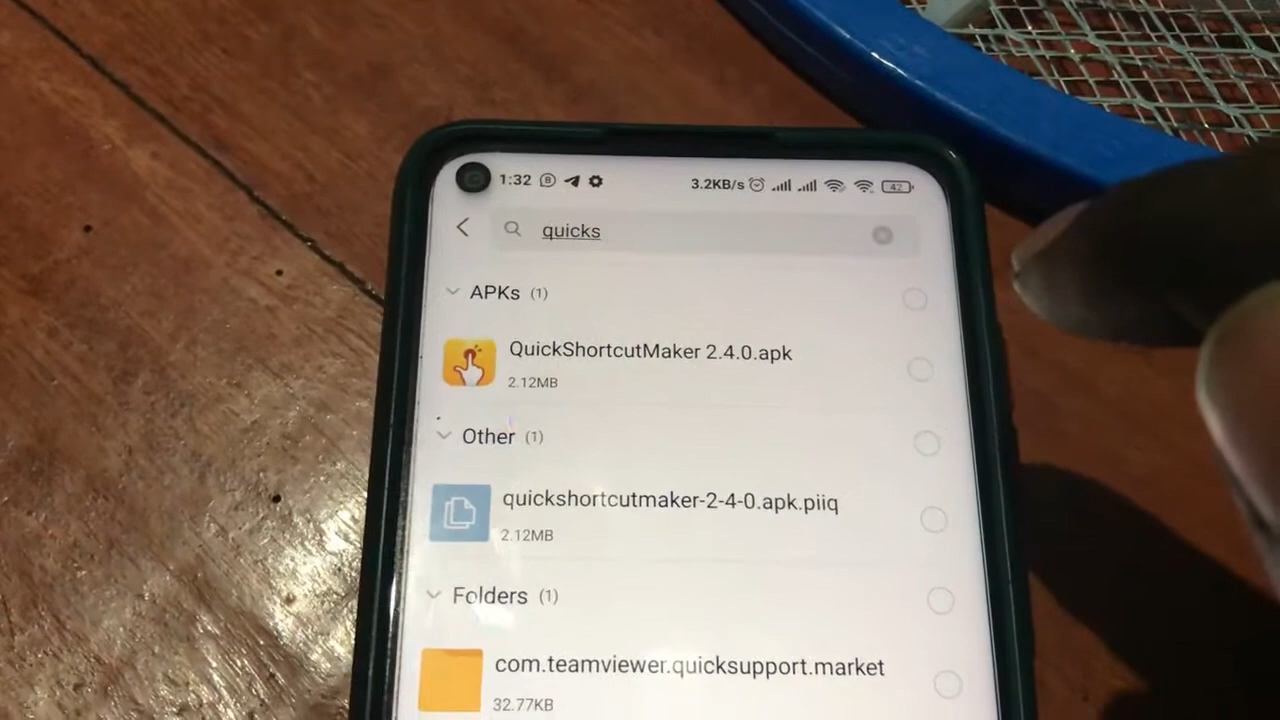 1:32 3.2KB/s 42
quicks
APKs (1)
QuickShortcutMaker 2.4.0.apk
2.12MB
Other (1)
quickshortcutmaker-2-4-0.apk.piiq
2.12MB
Folders (1)
com.teamviewer.quicksupport.market
32.77KB